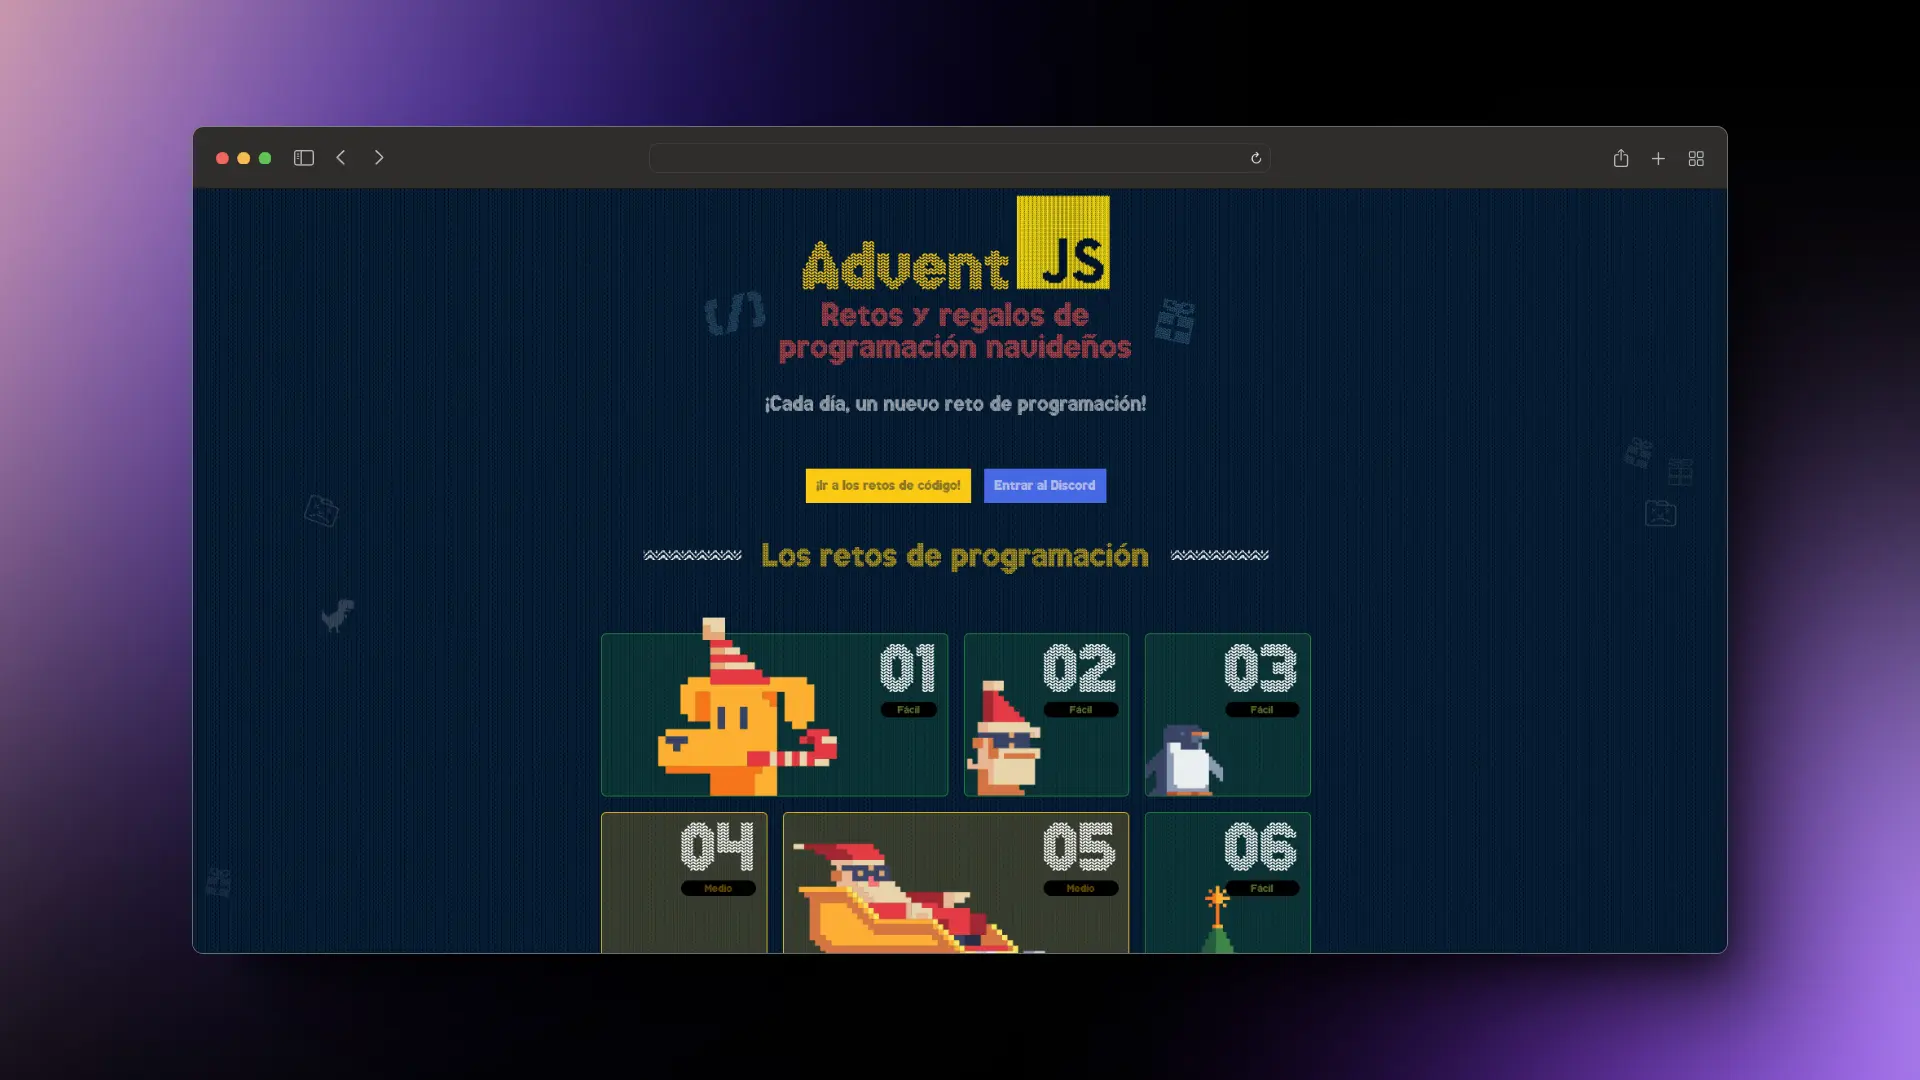 Advent JS
Retos y regalos de
programación navideños
¡Cada día, un nuevo reto de programación!
¡Ir a los retos de código!
Entrar al Discord
Los retos de programación
01
Fácil
02
Fácil
03
Fácil
04
Medio
05
Medio
06
Fácil